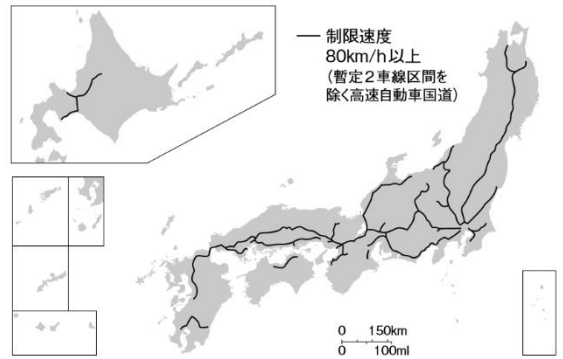 制限速度
80km/h以上
(暫定2車線区間を
除く高速自動車国道)
0 150km
0 100ml